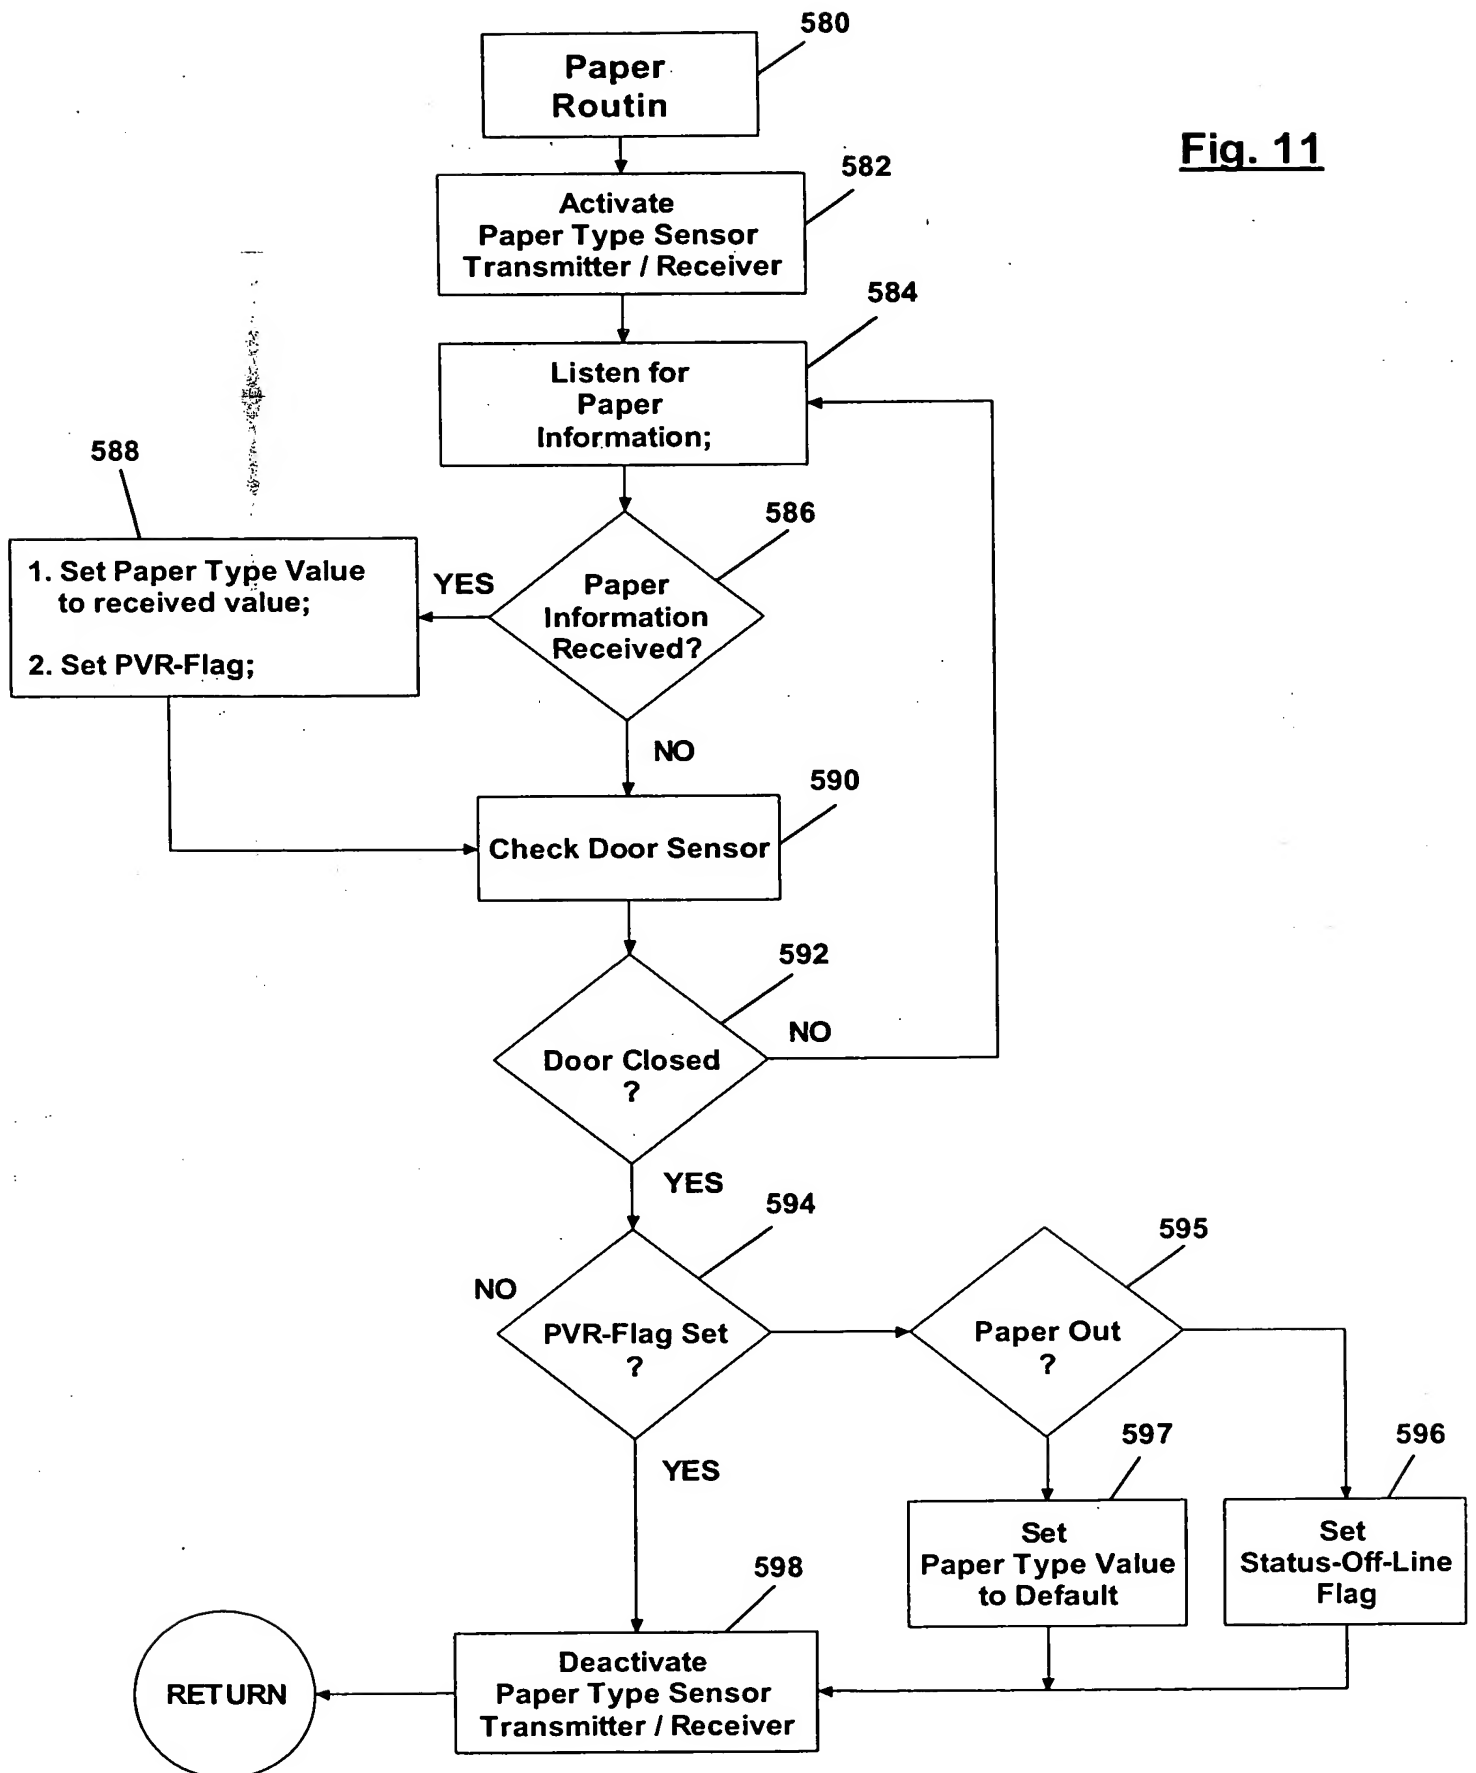 580
Paper
Routin
Fig. 11
582
Activate
Paper Type Sensor
Transmitter / Receiver
584
Listen for
Paper
Information;
588
586
1. Set Paper Type Value
to received value;
2. Set PVR-Flag;
YES
Paper
Information
Received?
NO
590
Check Door Sensor
592
NO
Door Closed
?
YES
594
595
NO
PVR-Flag Set
?
Paper Out
?
YES
597
596
Set
Paper Type Value
to Default
Set
Status-Off-Line
Flag
598
Deactivate
Paper Type Sensor
Transmitter / Receiver
RETURN